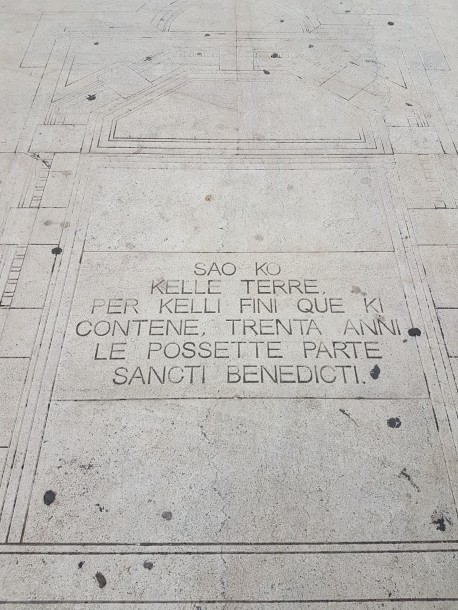 SAO KO
KELLE TERRE,
PER KELLI FINI QUE KI
CONTENE, TRENTA ANNI
LE POSSETTE PARTE
SANCTI BENEDICTI.